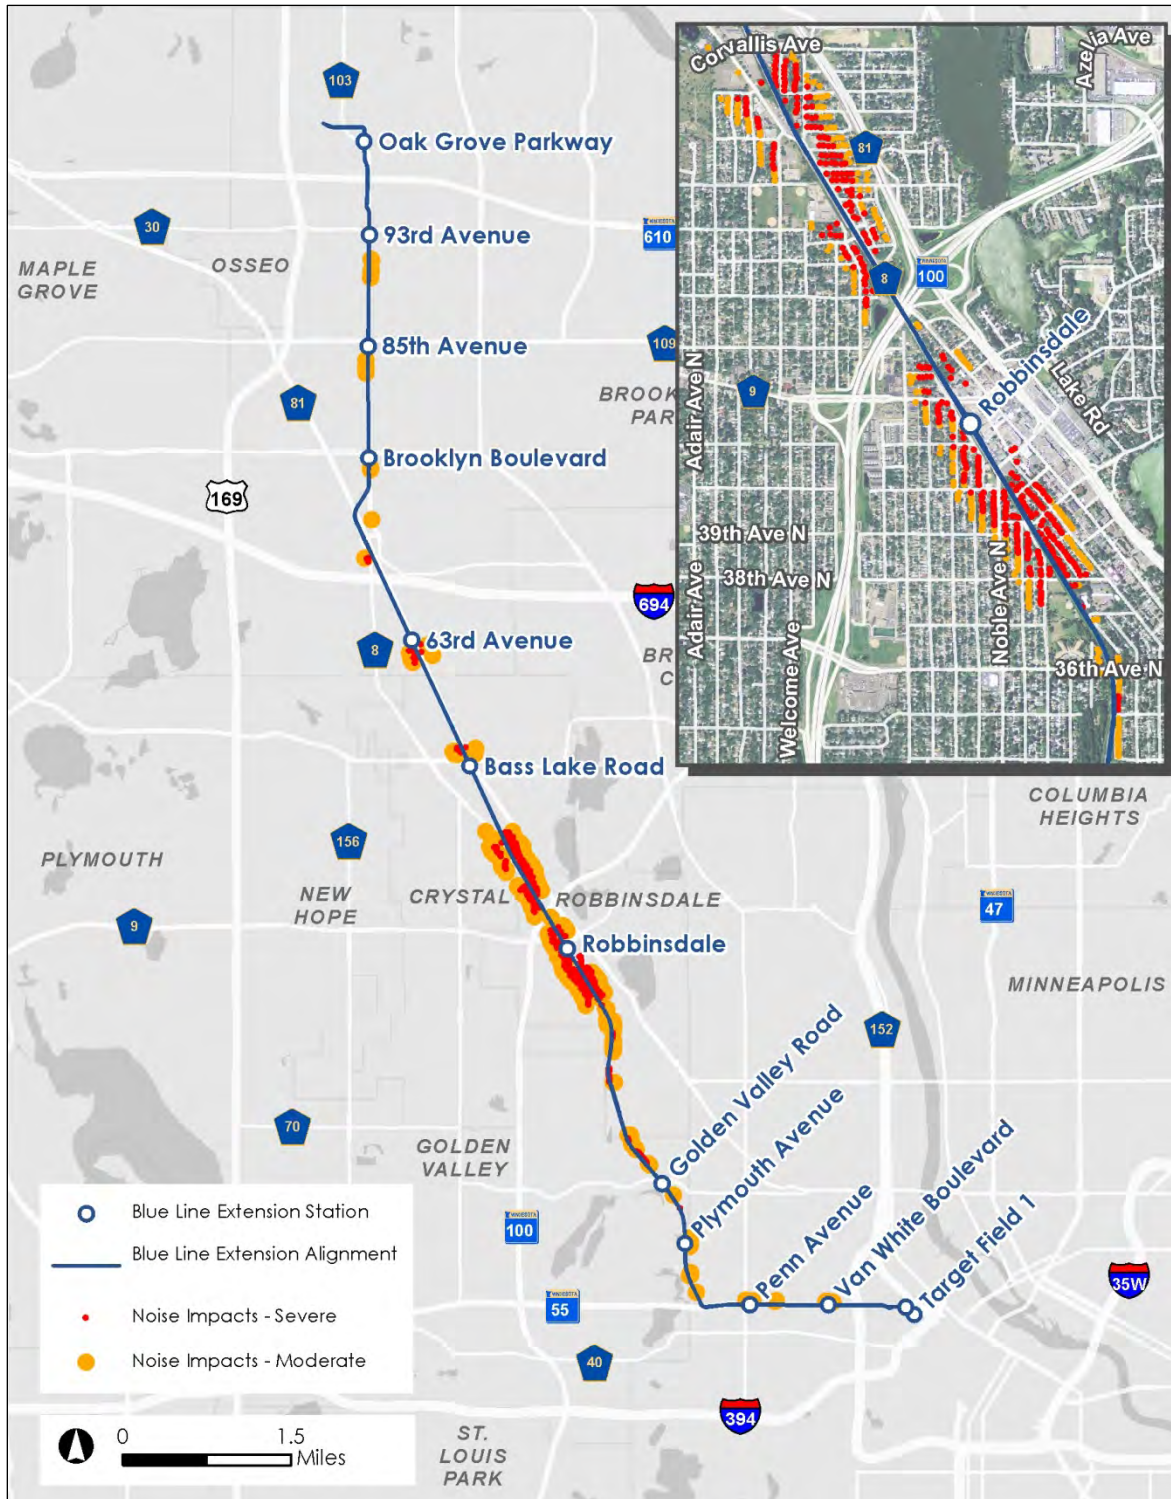 103
Oak Grove Parkway
30
93rd Avenue
MINNESOTA
610
MAPLE
GROVE
OSSEO
85th Avenue
109
81
BROOK
PAR
Brooklyn Boulevard
169
694
63rd Avenue
8
BR
C
Bass Lake Road
COLUMBIA
HEIGHTS
156
PLYMOUTH
NEW
HOPE
CRYSTAL
ROBBINSDALE
MINNESOTA
47
9
Robbinsdale
MINNEAPOLIS
152
Golden Valley Road
70
GOLDEN
VALLEY
Plymouth Avenue
Penn Avenue
Van White Boulevard
Target Field 1
MINNESOTA
100
MINNESOTA
55
35W
40
394
ST.
LOUIS
PARK
Corvallis Ave
Azelia Ave
81
8
MINNESOTA
100
Adair Ave N
9
Robbinsdale
Lake Rd
39th Ave N
38th Ave N
Adair Ave
Welcome Ave
Noble Ave N
36th Ave N
Blue Line Extension Station
Blue Line Extension Alignment
Noise Impacts - Severe
Noise Impacts - Moderate
0 1.5
Miles